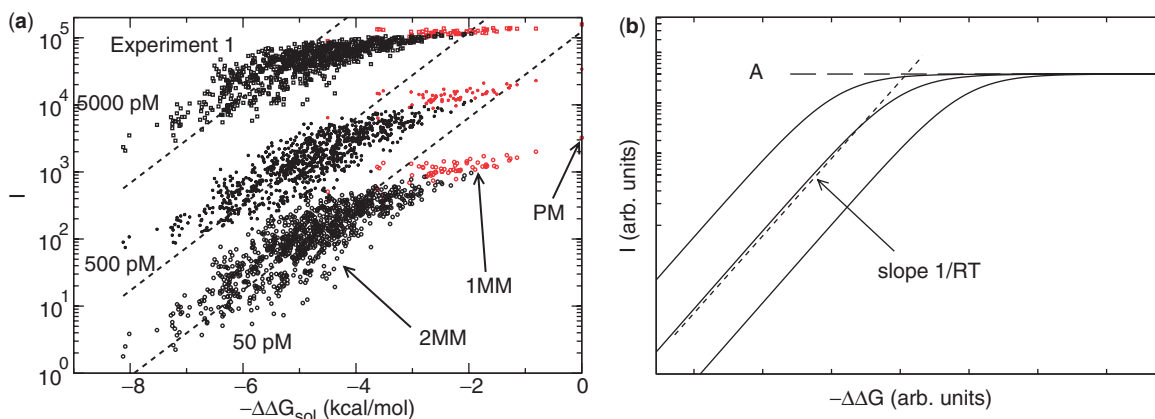 (a)
Experiment 1
5000 pM
500 pM
50 pM
2MM
1MM
PM
I
10^5
10^4
10^3
10^2
10^1
10^0
−8 −6 −4 −2 0
−ΔΔG_sol (kcal/mol)
(b)
A
slope 1/RT
I (arb. units)
−ΔΔG (arb. units)